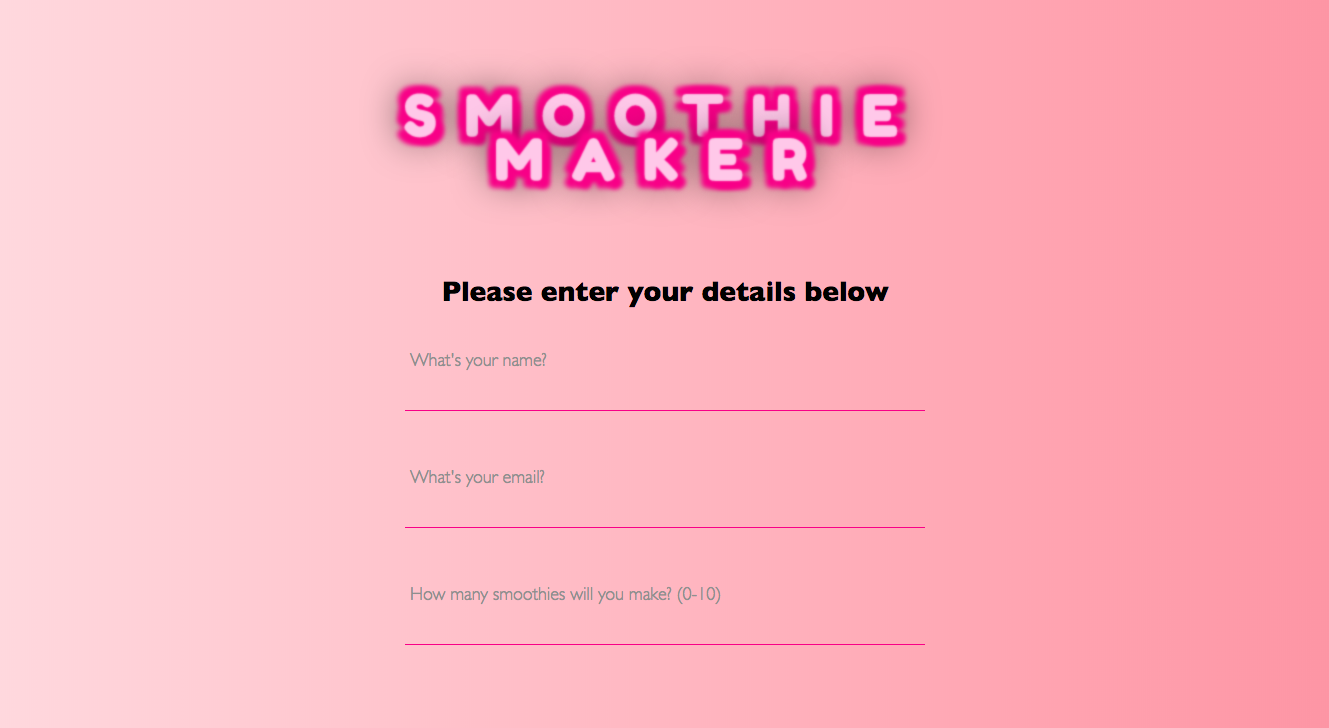 SMOOTHIE
MAKER
Please enter your details below
What's your name?
What's your email?
How many smoothies will you make? (0-10)